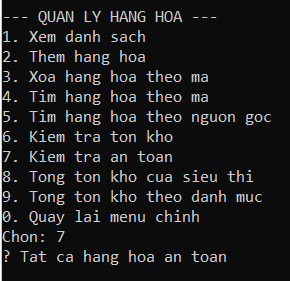 --- QUAN LY HANG HOA ---
1. Xem danh sach
2. Them hang hoa
3. Xoa hang hoa theo ma
4. Tim hang hoa theo ma
5. Tim hang hoa theo nguon goc
6. Kiem tra ton kho
7. Kiem tra an toan
8. Tong ton kho cua sieu thi
9. Tong ton kho theo danh muc
0. Quay lai menu chinh
Chon: 7
? Tat ca hang hoa an toan